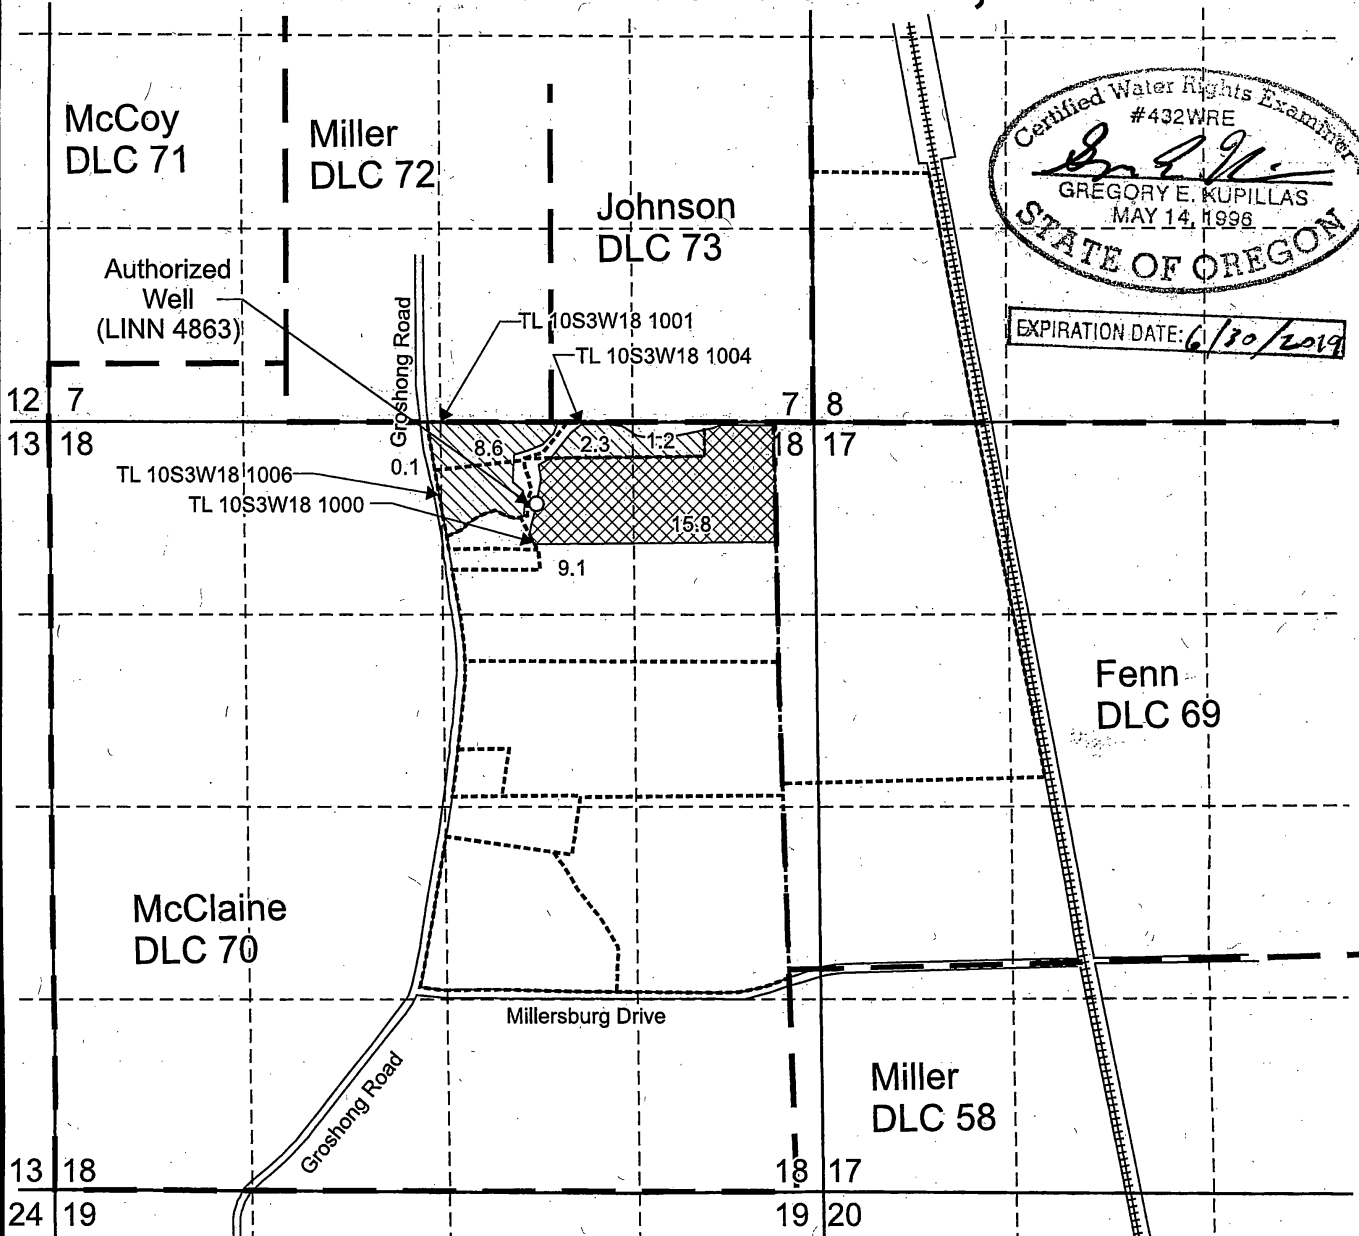 McCoy
DLC 71
Miller
DLC 72
Johnson
DLC 73
Certified Water Rights Examiner
#432WRE
GREGORY E. KUPILLAS
MAY 14, 1996
STATE OF OREGON
EXPIRATION DATE: 6/30/2019
Authorized
Well
(LINN 4863)
Groshong Road
TL 10S3W18 1001
TL 10S3W18 1004
12 7
7 8
13 18
18 17
8.6
2.3
1.2
0.1
TL 10S3W18 1006
TL 10S3W18 1000
15.8
9.1
Fenn
DLC 69
McClaine
DLC 70
Millersburg Drive
Groshong Road
Miller
DLC 58
13 18
18 17
24 19
19 20